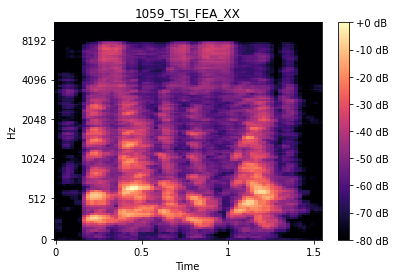 1059_TSI_FEA_XX
+0 dB
8192
-10 dB
4096
-20 dB
-30 dB
2048
Hz
-40 dB
1024
-50 dB
512
-60 dB
-70 dB
0
-80 dB
0
0.5
1
1.5
Time